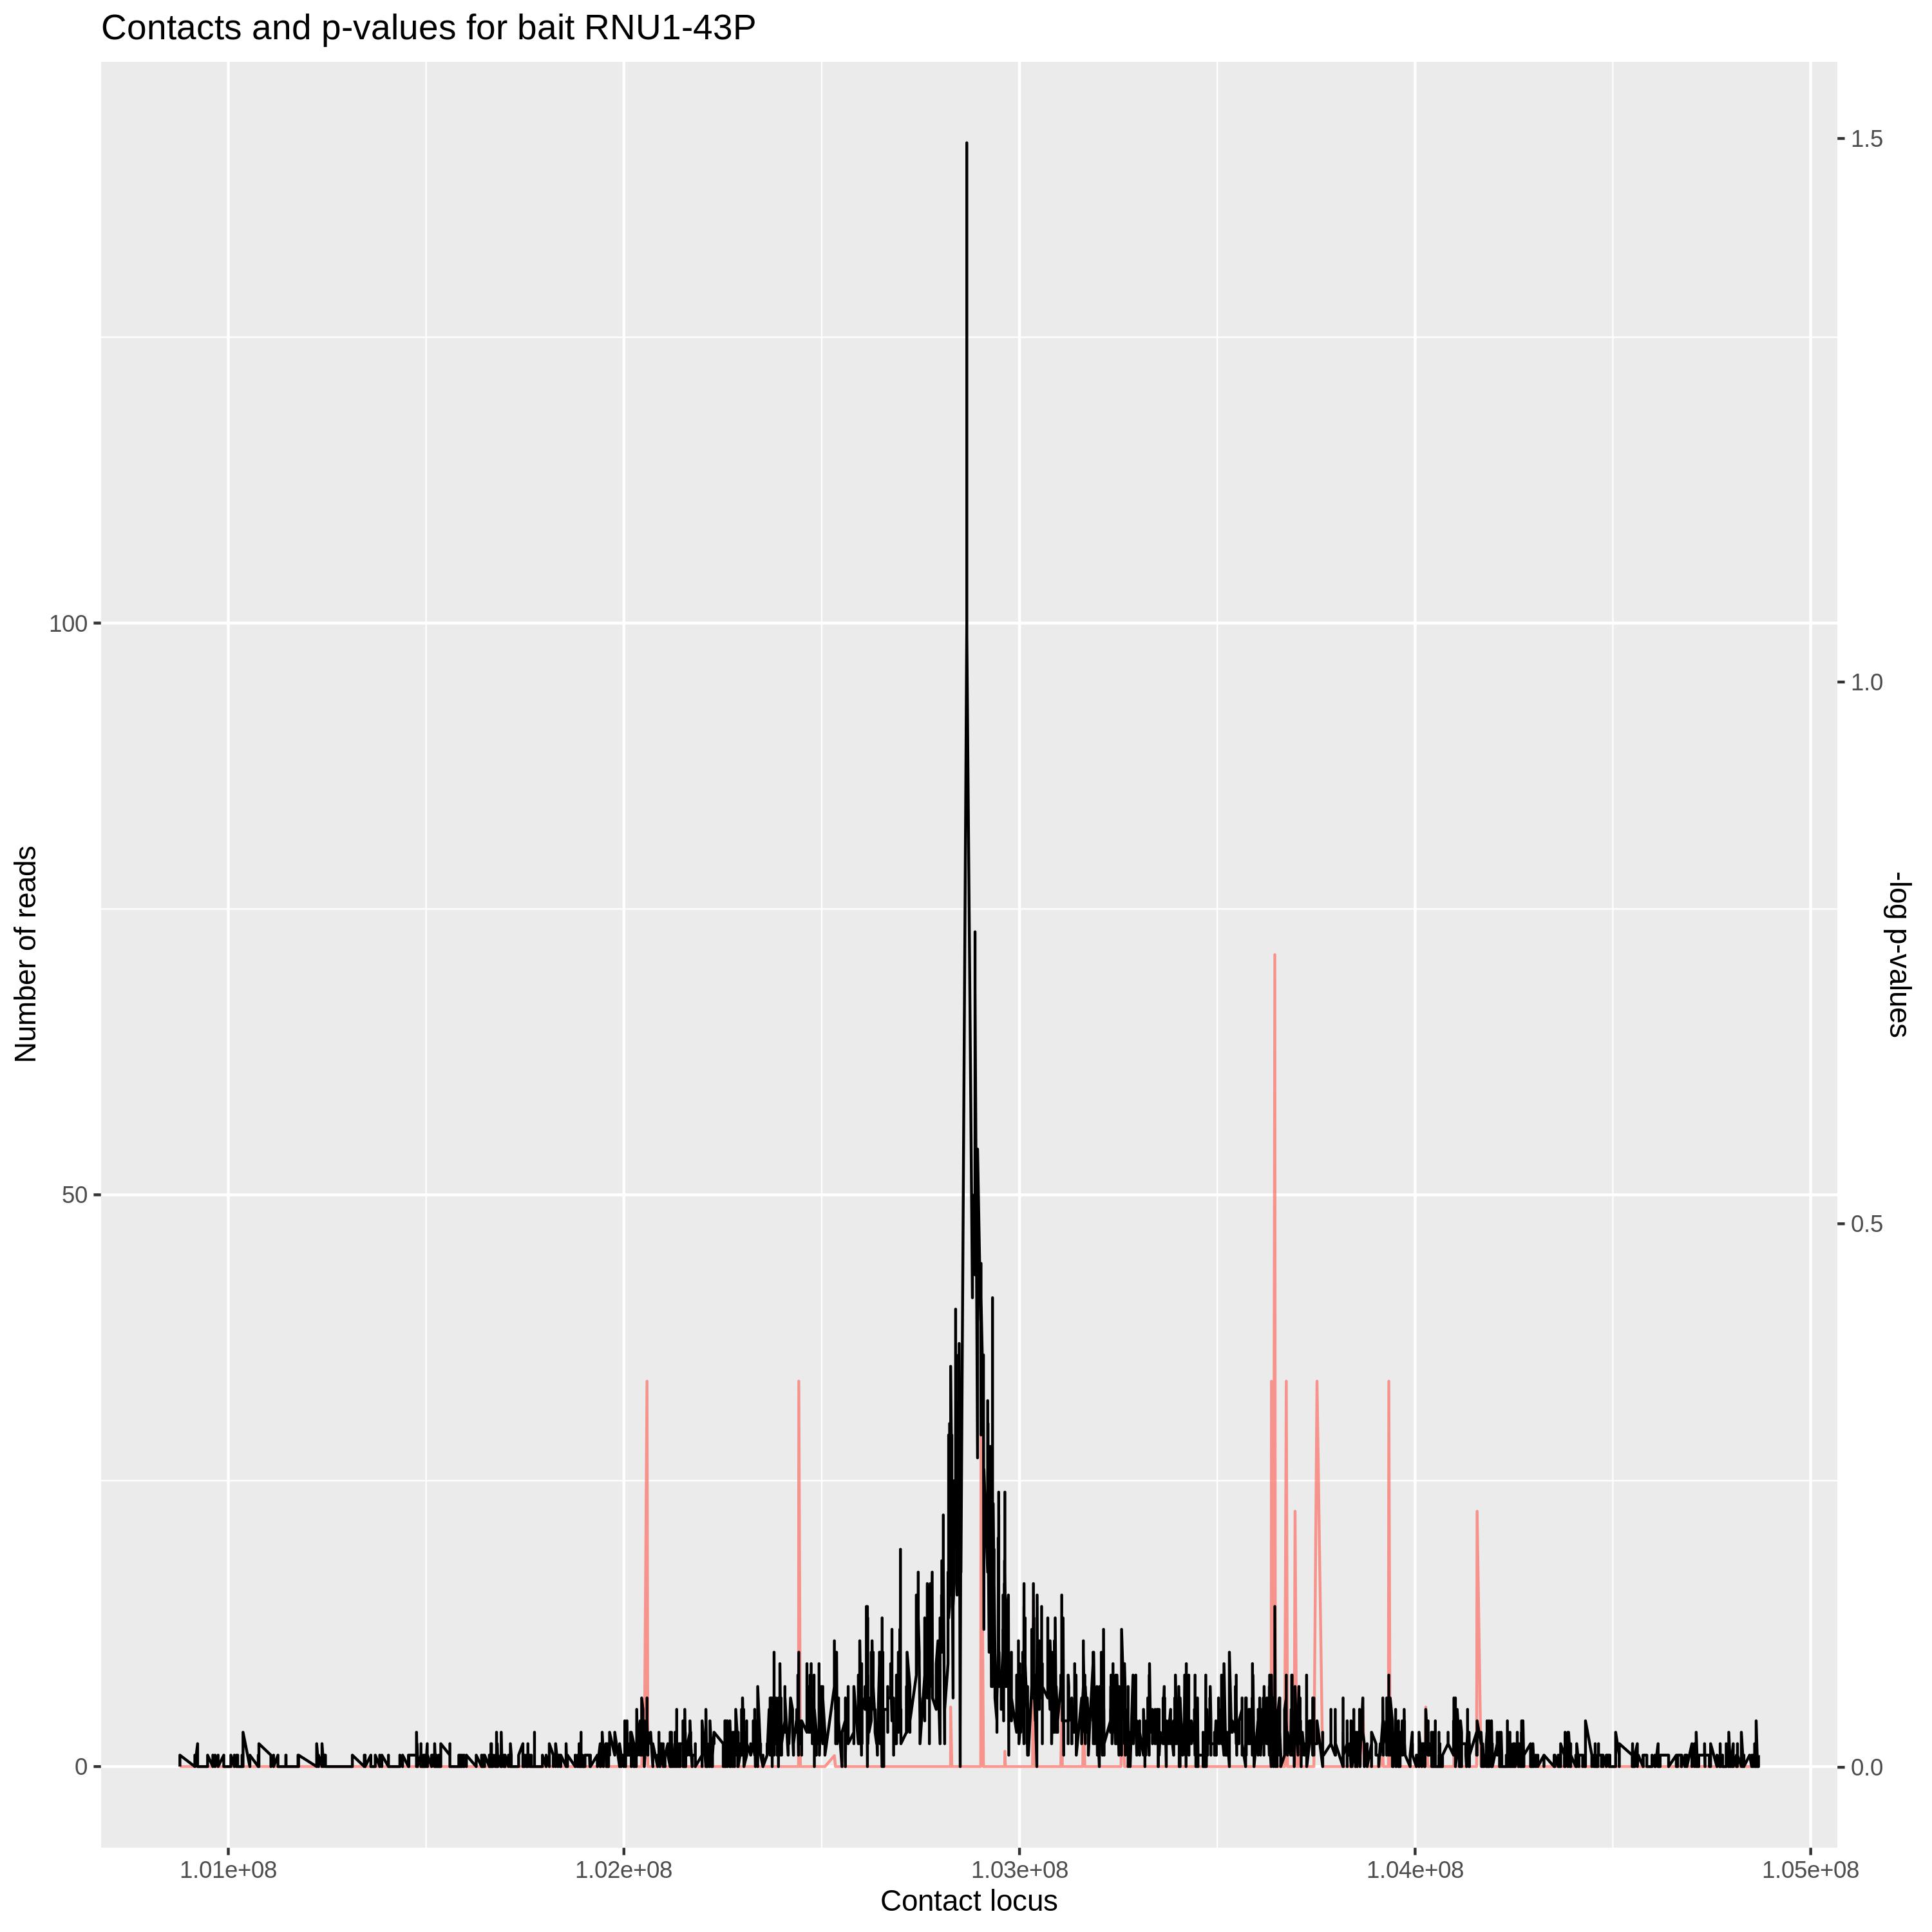 Contacts and p-values for bait RNU1-43P
1.5
100
1.0
Number of reads
-log p-values
50
0.5
0
0.0
1.01e+08
1.02e+08
1.03e+08
1.04e+08
1.05e+08
Contact locus